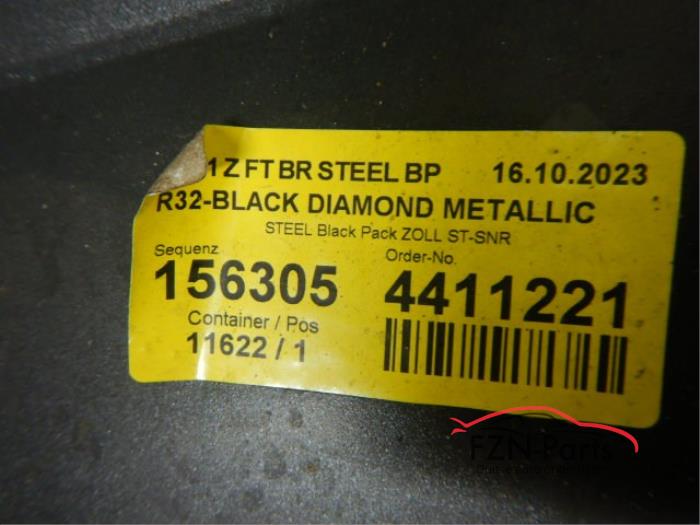 1 Z FT BR STEEL BP 16.10.2023
R32-BLACK DIAMOND METALLIC
STEEL Black Pack ZOLL ST-SNR
Sequenz Order-No.
156305 4411221
Container / Pos
11622 / 1
FZN-Parts